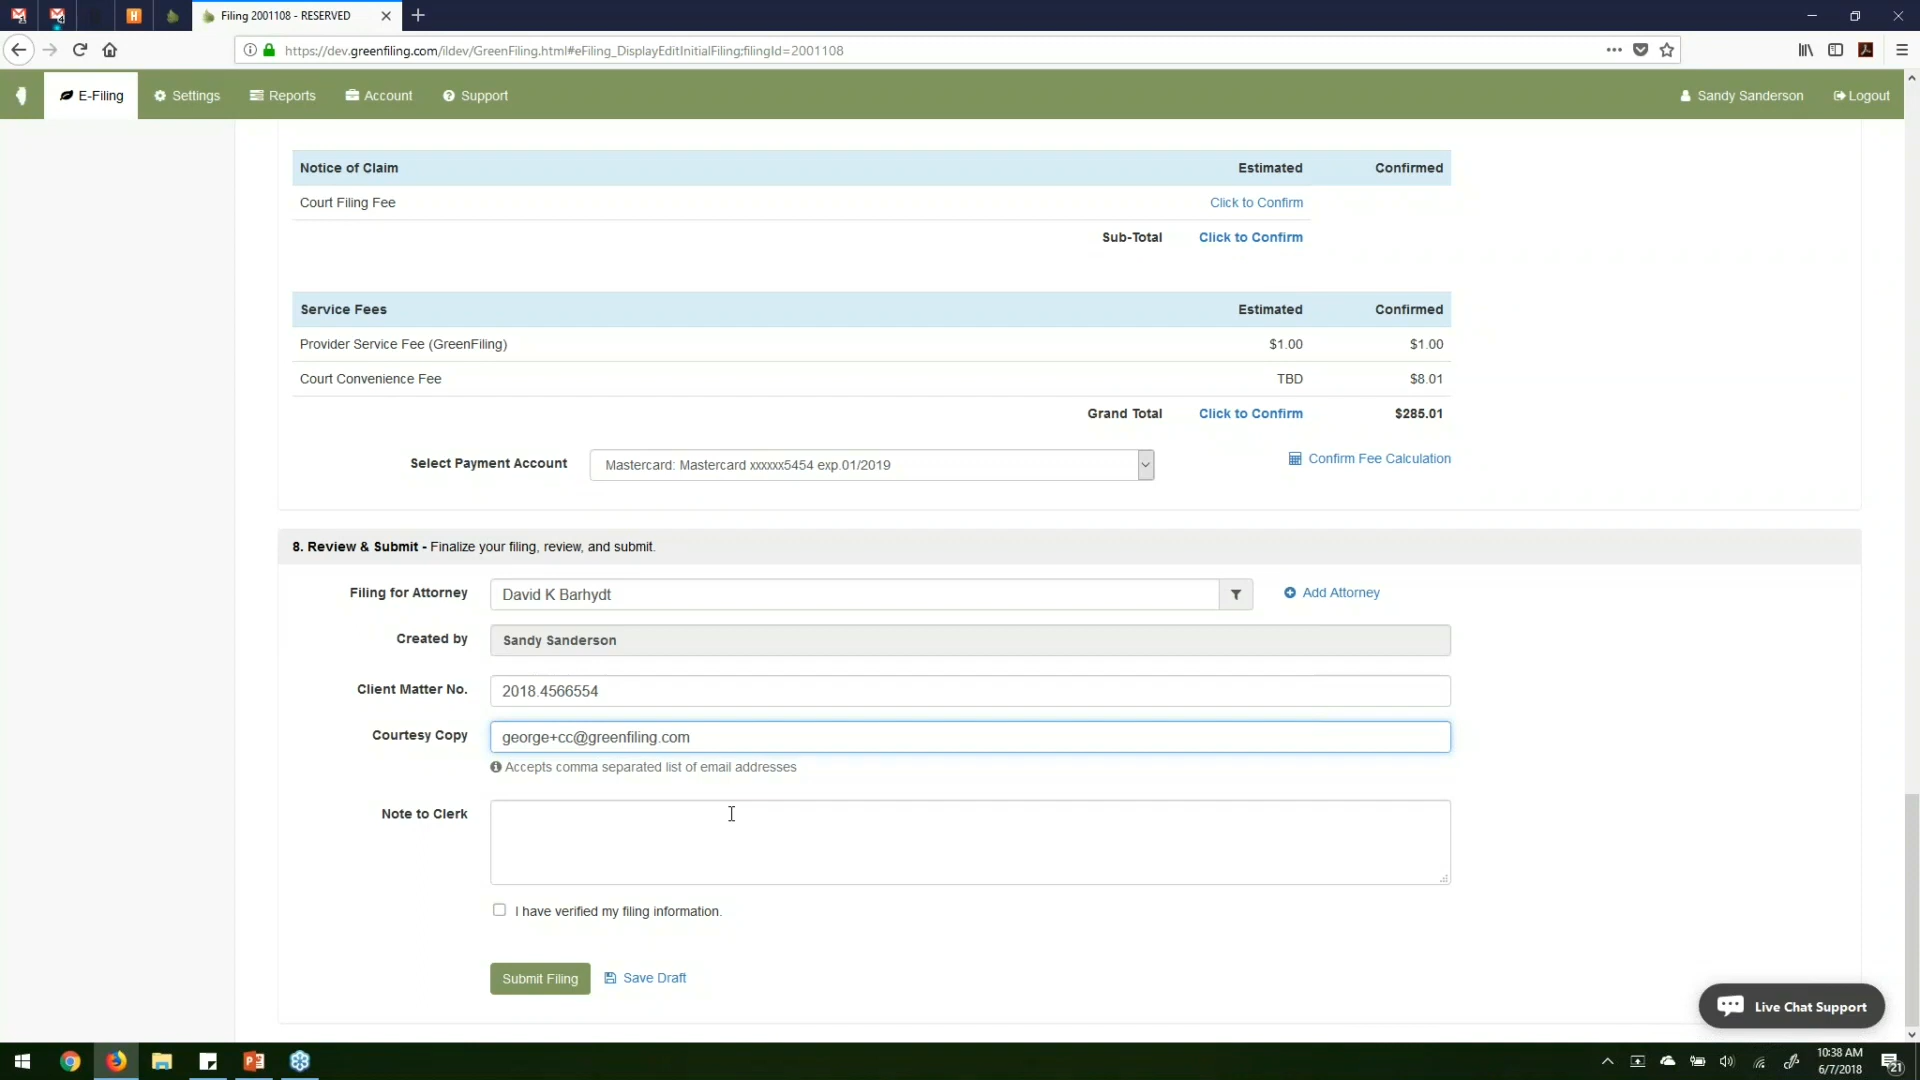 Filing 2001108 - RESERVED
https://dev.greenfiling.com/ildev/GreenFiling.html#eFiling_DisplayEditInitialFiling;filingId=2001108
E-Filing Settings Reports Account Support Sandy Sanderson Logout
Notice of Claim Estimated Confirmed
Court Filing Fee Click to Confirm
Sub-Total Click to Confirm
Service Fees Estimated Confirmed
Provider Service Fee (GreenFiling) $1.00 $1.00
Court Convenience Fee TBD $8.01
Grand Total Click to Confirm $285.01
Select Payment Account Mastercard: Mastercard xxxxxx5454 exp.01/2019 Confirm Fee Calculation
8. Review & Submit - Finalize your filing, review, and submit.
Filing for Attorney David K Barhydt Add Attorney
Created by Sandy Sanderson
Client Matter No. 2018.4566554
Courtesy Copy george+cc@greenfiling.com
Accepts comma separated list of email addresses
Note to Clerk
I have verified my filing information.
Submit Filing Save Draft
Live Chat Support
10:38 AM
6/7/2018
21